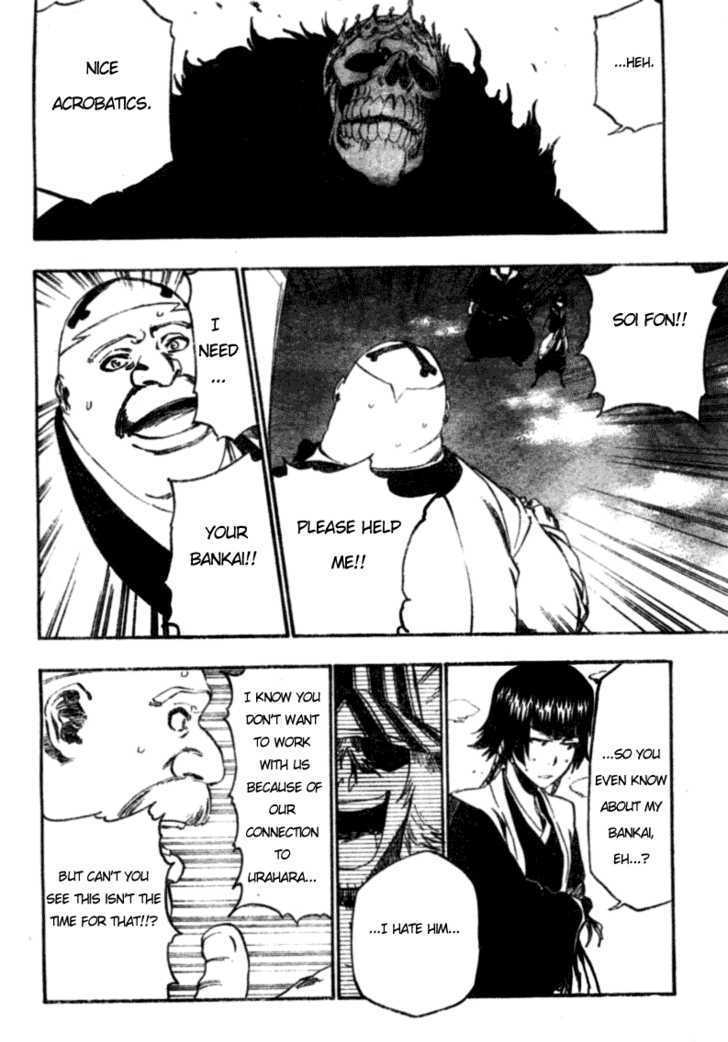 ...HEH.
NICE
ACROBATICS.
SOI FON!!
PLEASE HELP
ME!!
I
NEED
...
YOUR
BANKAI!!
...SO YOU
EVEN KNOW
ABOUT MY
BANKAI,
EH...?
...I HATE HIM...
I KNOW YOU
DON'T WANT
TO WORK
WITH US
BECAUSE OF
OUR
CONNECTION
TO
URAHARA...
BUT CAN'T YOU
SEE THIS ISN'T THE
TIME FOR THAT!!?